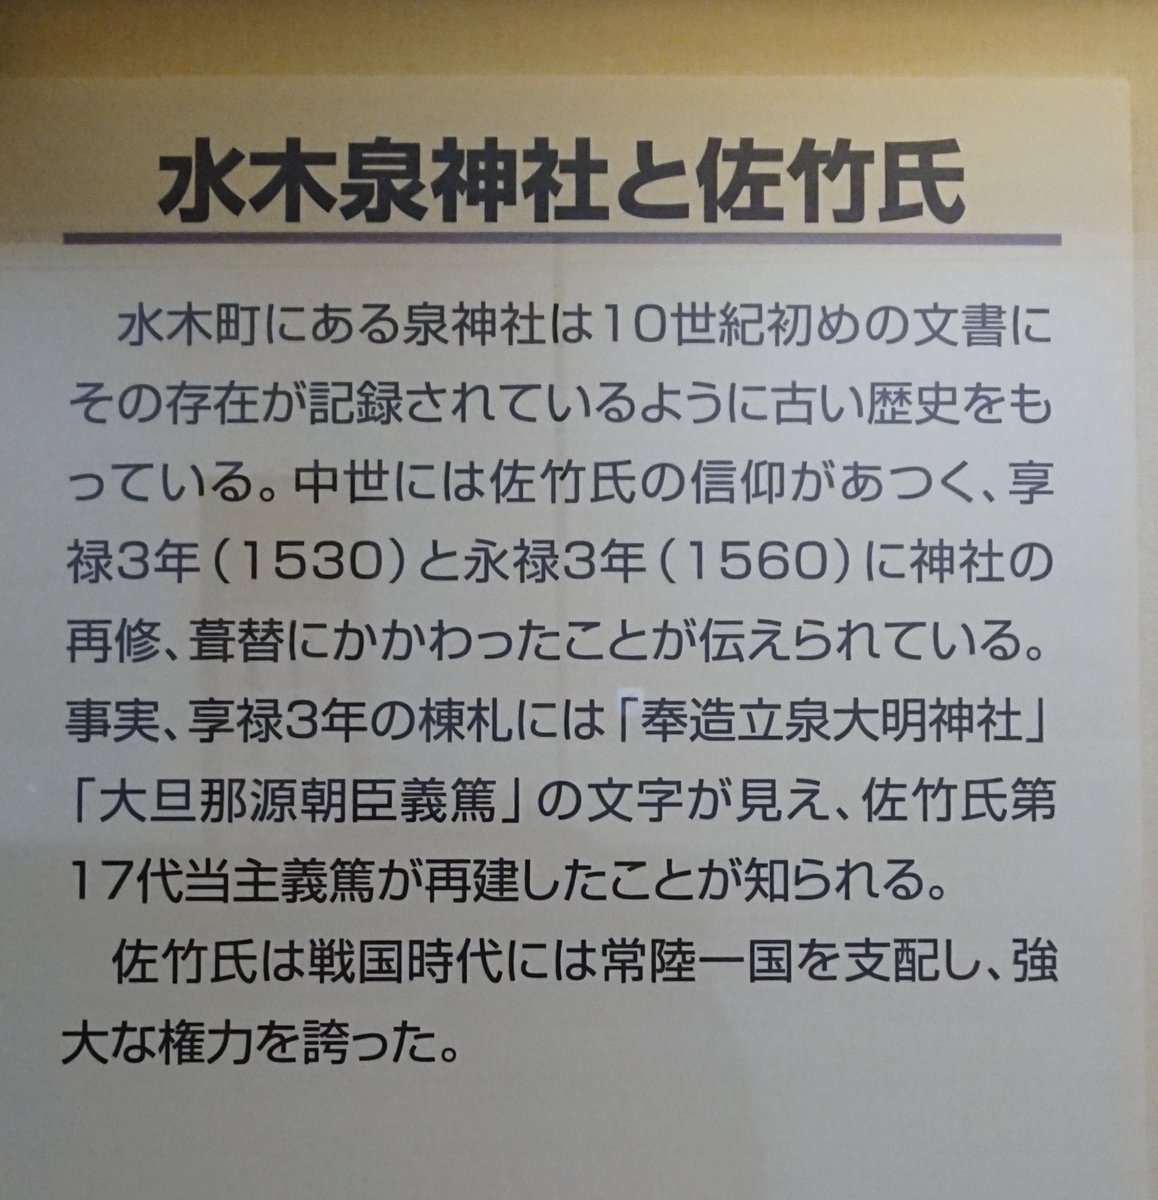 水木泉神社と佐竹氏
水木町にある泉神社は10世紀初めの文書に
その存在が記録されているように古い歴史をも
っている。中世には佐竹氏の信仰があつく、享
禄3年（1530）と永禄3年（1560）に神社の
再修、葺替にかかわったことが伝えられている。
事実、享禄3年の棟札には「奉造立泉大明神社」
「大旦那源朝臣義篤」の文字が見え、佐竹氏第
17代当主義篤が再建したことが知られる。
佐竹氏は戦国時代には常陸一国を支配し、強
大な権力を誇った。